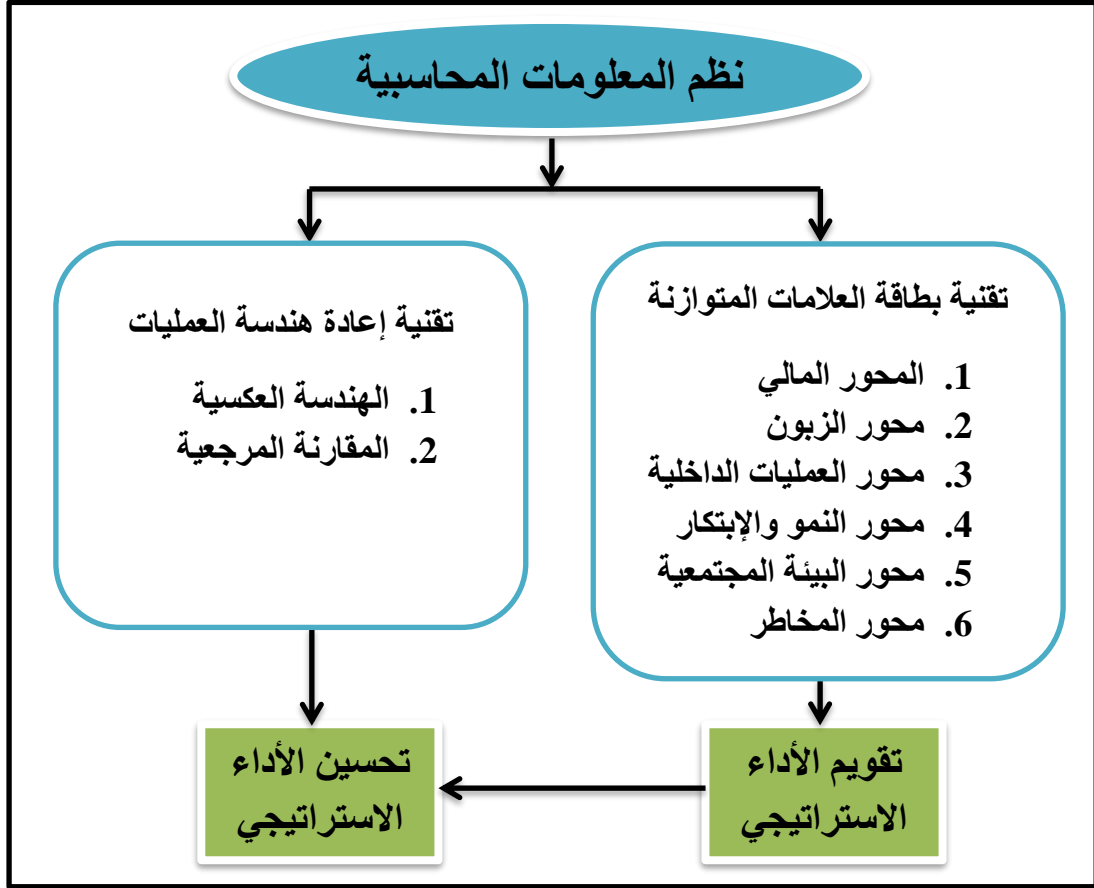 نظم المعلومات المحاسبية
تقنية بطاقة العلامات المتوازنة
1. المحور المالي
2. محور الزبون
3. محور العمليات الداخلية
4. محور النمو والإبتكار
5. محور البيئة المجتمعية
6. محور المخاطر
تقنية إعادة هندسة العمليات
1. الهندسة العكسية
2. المقارنة المرجعية
تقويم الأداء
الاستراتيجي
تحسين الأداء
الاستراتيجي